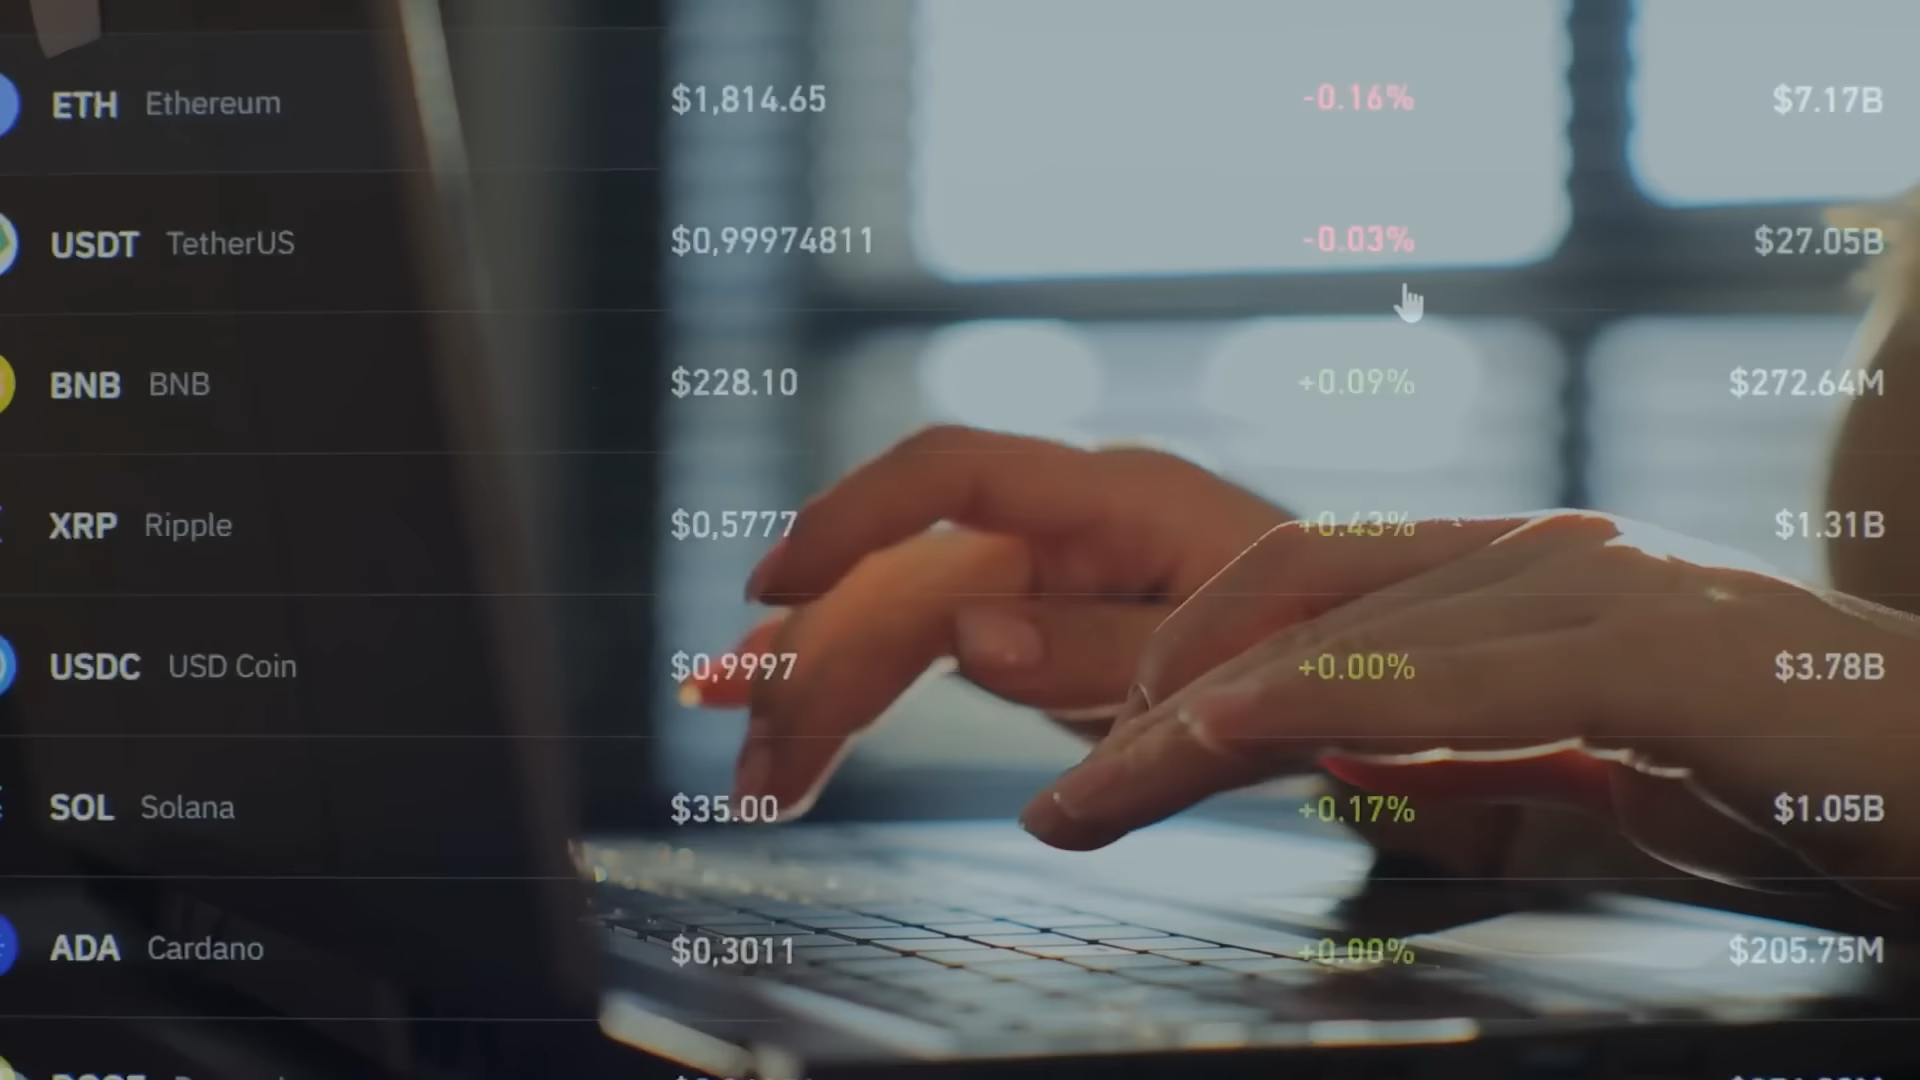 ETH Ethereum $1,814.65 -0.16% $7.17B
USDT TetherUS $0,99974811 -0.03% $27.05B
BNB BNB $228.10 +0.09% $272.64M
XRP Ripple $0,5777 +0.43% $1.31B
USDC USD Coin $0,9997 +0.00% $3.78B
SOL Solana $35.00 +0.17% $1.05B
ADA Cardano $0,3011 +0.00% $205.75M